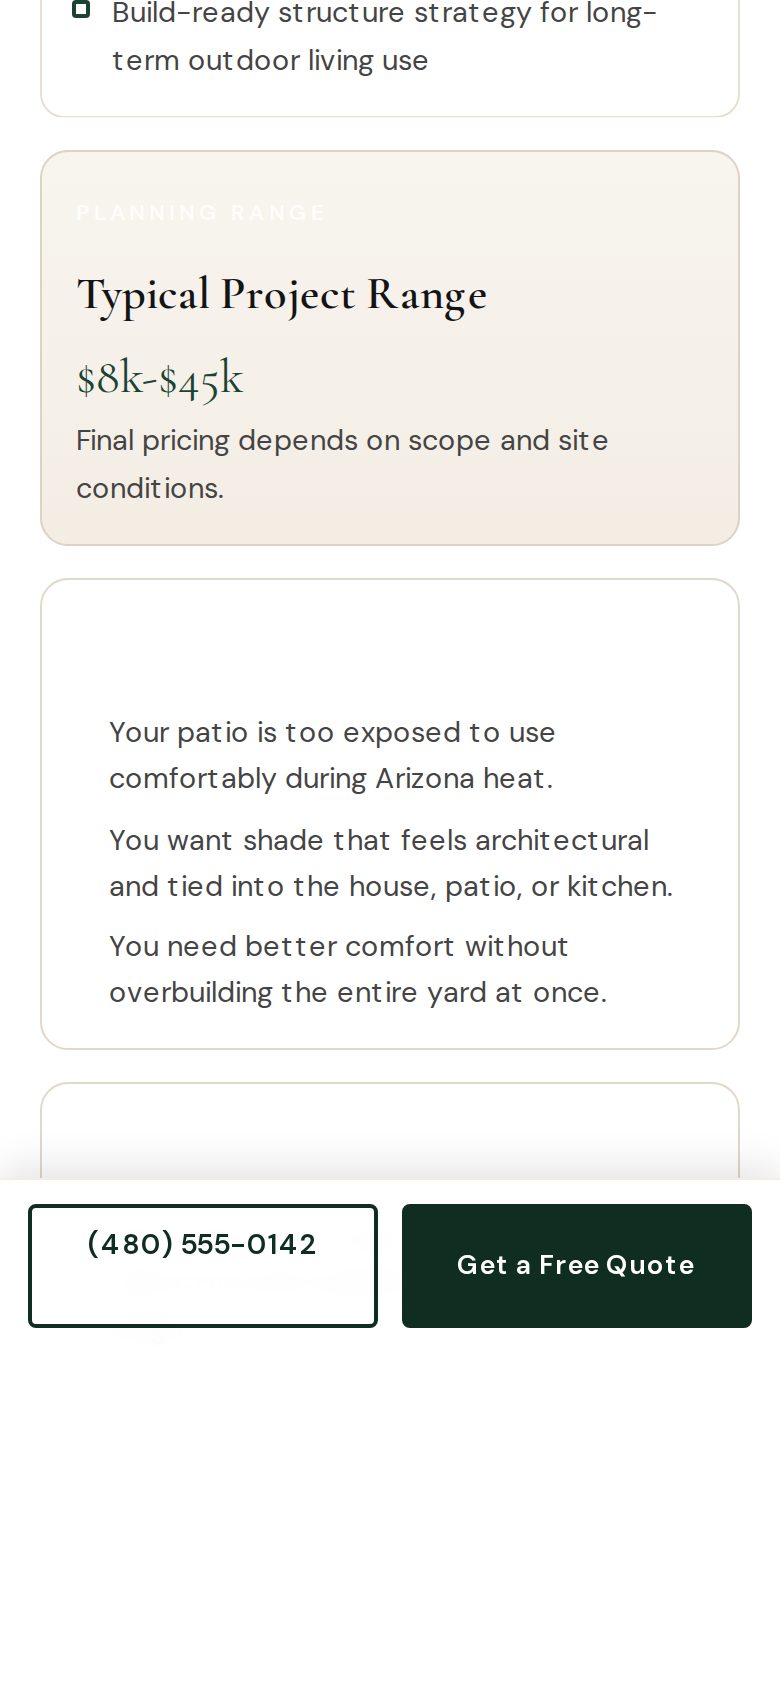 Build-ready structure strategy for long-
term outdoor living use
PLANNING RANGE
Typical Project Range
$8k-$45k
Final pricing depends on scope and site
conditions.
Your patio is too exposed to use
comfortably during Arizona heat.
You want shade that feels architectural
and tied into the house, patio, or kitchen.
You need better comfort without
overbuilding the entire yard at once.
(480) 555-0142
Get a Free Quote